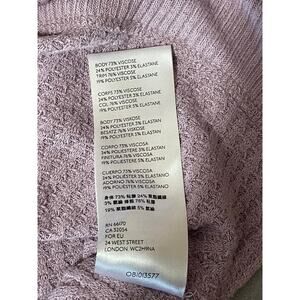 BODY 73% VISCOSE
24% POLYESTER 3% ELASTANE
TRIM 76% VISCOSE
19% POLYESTER 5% ELASTANE
CORPS 73% VISCOSE
24% POLYESTER 3% ELASTANE
COL 76% VISCOSE
19% POLYESTER 5% ELASTANE
BODY 73% VISKOSE
24% POLYESTER 3% ELASTAN
BESATZ 76% VISKOSE
19% POLYESTER 5% ELASTAN
CORPO 73% VISCOSA
24% POLIESTERE 3% ELASTAN
FINITURA 76% VISCOSA
19% POLIESTERE 5% ELASTAN
CUERPO 73% VISCOSA
24% POLIÉSTER 3% ELASTANO
ADORNO 76% VISCOSA
19% POLIÉSTER 5% ELASTANO
RN 66170
CA 32054
FOR EU
24 WEST STREET
LONDON WC2H9NA
OB1013577